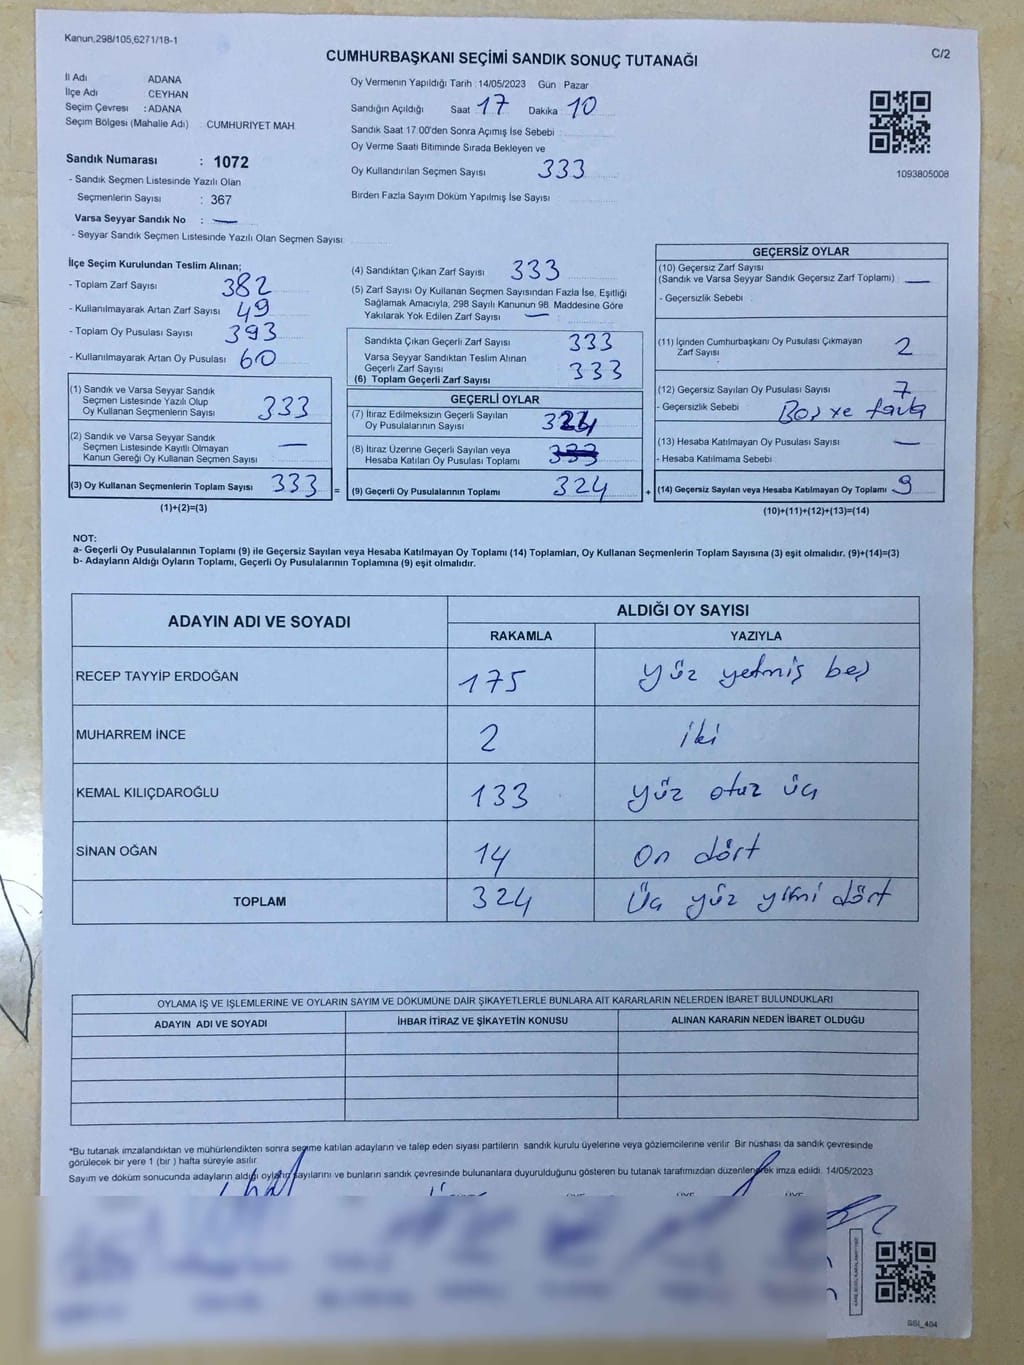 Kanun,298/105,6271/18-1
C/2
CUMHURBAŞKANI SEÇİMİ SANDIK SONUÇ TUTANAĞI
İl Adı ADANA
İlçe Adı CEYHAN
Seçim Çevresi : ADANA
Seçim Bölgesi (Mahalle Adı) : CUMHURİYET MAH.
Sandık Numarası : 1072
- Sandık Seçmen Listesinde Yazılı Olan
Seçmenlerin Sayısı : 367
Varsa Seyyar Sandık No : —
- Seyyar Sandık Seçmen Listesinde Yazılı Olan Seçmen Sayısı:
Oy Vermenin Yapıldığı Tarih :14/05/2023 Gün Pazar
Sandığın Açıldığı Saat 17 Dakika 10
Sandık Saat 17:00'den Sonra Açımış İse Sebebi :
Oy Verme Saati Bitiminde Sırada Bekleyen ve
Oy Kullandırılan Seçmen Sayısı 333
Birden Fazla Sayım Döküm Yapılmış İse Sayısı
1093805008
İlçe Seçim Kurulundan Teslim Alınan;
- Toplam Zarf Sayısı 382
- Kullanılmayarak Artan Zarf Sayısı 49
- Toplam Oy Pusulası Sayısı 393
- Kullanılmayarak Artan Oy Pusulası 60
(1) Sandık ve Varsa Seyyar Sandık
Seçmen Listesinde Yazılı Olup
Oy Kullanan Seçmenlerin Sayısı 333
(2) Sandık ve Varsa Seyyar Sandık
Seçmen Listesinde Kayıtlı Olmayan
Kanun Gereği Oy Kullanan Seçmen Sayısı —
(3) Oy Kullanan Seçmenlerin Toplam Sayısı 333 =
(1)+(2)=(3)
(4) Sandıktan Çıkan Zarf Sayısı 333
(5) Zarf Sayısı Oy Kullanan Seçmen Sayısından Fazla İse, Eşitliği
Sağlamak Amacıyla, 298 Sayılı Kanunun 98. Maddesine Göre
Yakılarak Yok Edilen Zarf Sayısı —
Sandıkta Çıkan Geçerli Zarf Sayısı 333
Varsa Seyyar Sandıktan Teslim Alınan
Geçerli Zarf Sayısı 333
(6) Toplam Geçerli Zarf Sayısı
GEÇERLİ OYLAR
(7) İtiraz Edilmeksizin Geçerli Sayılan
Oy Pusulalarının Sayısı 324
(8) İtiraz Üzerine Geçerli Sayılan veya
Hesaba Katılan Oy Pusulası Toplamı 333
(9) Geçerli Oy Pusulalarının Toplamı 324 +
GEÇERSİZ OYLAR
(10) Geçersiz Zarf Sayısı
(Sandık ve Varsa Seyyar Sandık Geçersiz Zarf Toplamı) —
- Geçersizlik Sebebi :
(11) İçinden Cumhurbaşkanı Oy Pusulası Çıkmayan
Zarf Sayısı 2
(12) Geçersiz Sayılan Oy Pusulası Sayısı 7
- Geçersizlik Sebebi : Boş ve fazla
(13) Hesaba Katılmayan Oy Pusulası Sayısı —
- Hesaba Katılmama Sebebi
(14) Geçersiz Sayılan veya Hesaba Katılmayan Oy Toplamı 9
(10)+(11)+(12)+(13)=(14)
NOT:
a- Geçerli Oy Pusulalarının Toplamı (9) ile Geçersiz Sayılan veya Hesaba Katılmayan Oy Toplamı (14) Toplamları, Oy Kullanan Seçmenlerin Toplam Sayısına (3) eşit olmalıdır. (9)+(14)=(3)
b- Adayların Aldığı Oyların Toplamı, Geçerli Oy Pusulalarının Toplamına (9) eşit olmalıdır.
ADAYIN ADI VE SOYADI ALDIĞI OY SAYISI
RAKAMLA YAZIYLA
RECEP TAYYİP ERDOĞAN 175 yüz yetmiş beş
MUHARREM İNCE 2 iki
KEMAL KILIÇDAROĞLU 133 yüz otuz üç
SİNAN OĞAN 14 On dört
TOPLAM 324 Üç yüz yirmi dört
OYLAMA İŞ VE İŞLEMLERİNE VE OYLARIN SAYIM VE DÖKÜMÜNE DAİR ŞİKAYETLERLE BUNLARA AİT KARARLARIN NELERDEN İBARET BULUNDUKLARI
ADAYIN ADI VE SOYADI İHBAR İTİRAZ VE ŞİKAYETİN KONUSU ALINAN KARARIN NEDEN İBARET OLDUĞU
*Bu tutanak imzalandıktan ve mühürlendikten sonra seçime katılan adayların ve talep eden siyasi partilerin sandık kurulu üyelerine veya gözlemcilerine verilir. Bir nüshası da sandık çevresinde
görülecek bir yere 1 (bir ) hafta süreyle asılır.
Sayım ve döküm sonucunda adayların aldığı oyların sayılarını ve bunların sandık çevresinde bulunanlara duyurulduğunu gösteren bu tutanak tarafımızdan düzenlenerek imza edildi. 14/05/2023
GSI_404